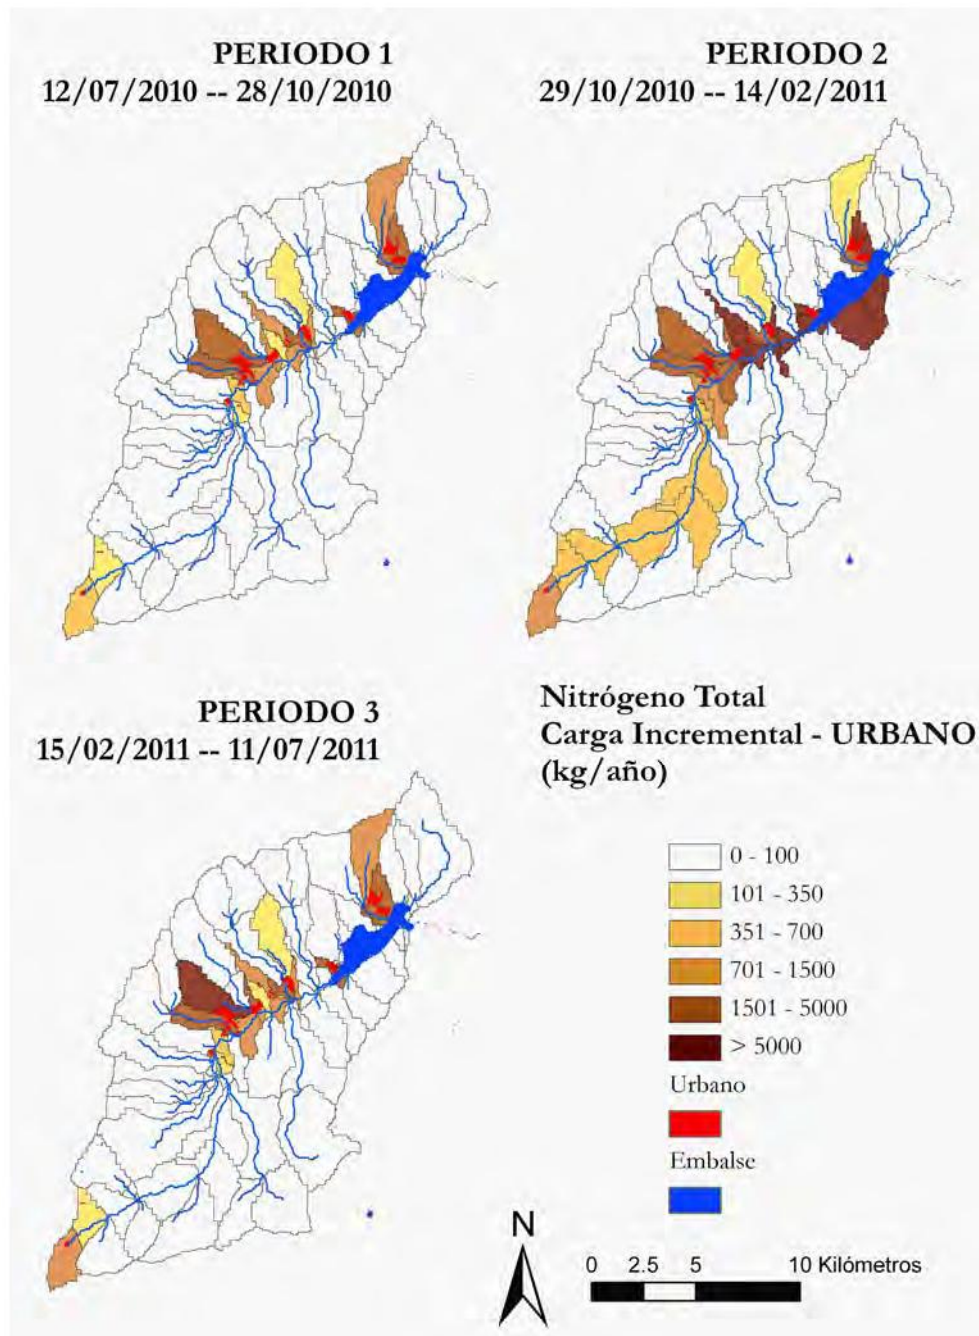 PERIODO 1
12/07/2010 -- 28/10/2010
PERIODO 2
29/10/2010 -- 14/02/2011
PERIODO 3
15/02/2011 -- 11/07/2011
Nitrógeno Total
Carga Incremental - URBANO
(kg/año)
0 - 100
101 - 350
351 - 700
701 - 1500
1501 - 5000
> 5000
Urbano
Embalse
N
0 2.5 5 10 Kilómetros